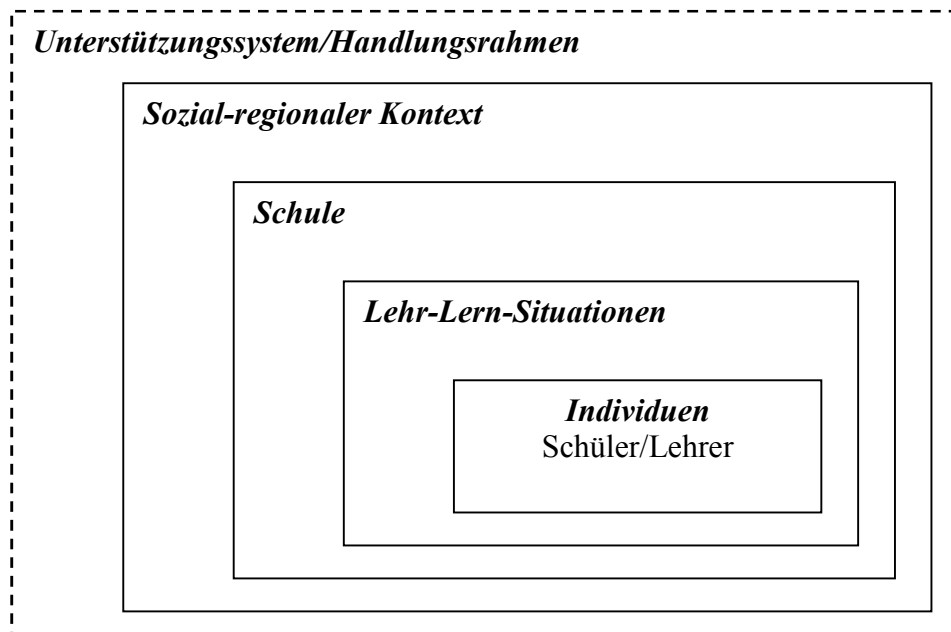 Unterstützungssystem/Handlungsrahmen
Sozial-regionaler Kontext
Schule
Lehr-Lern-Situationen
Individuen
Schüler/Lehrer